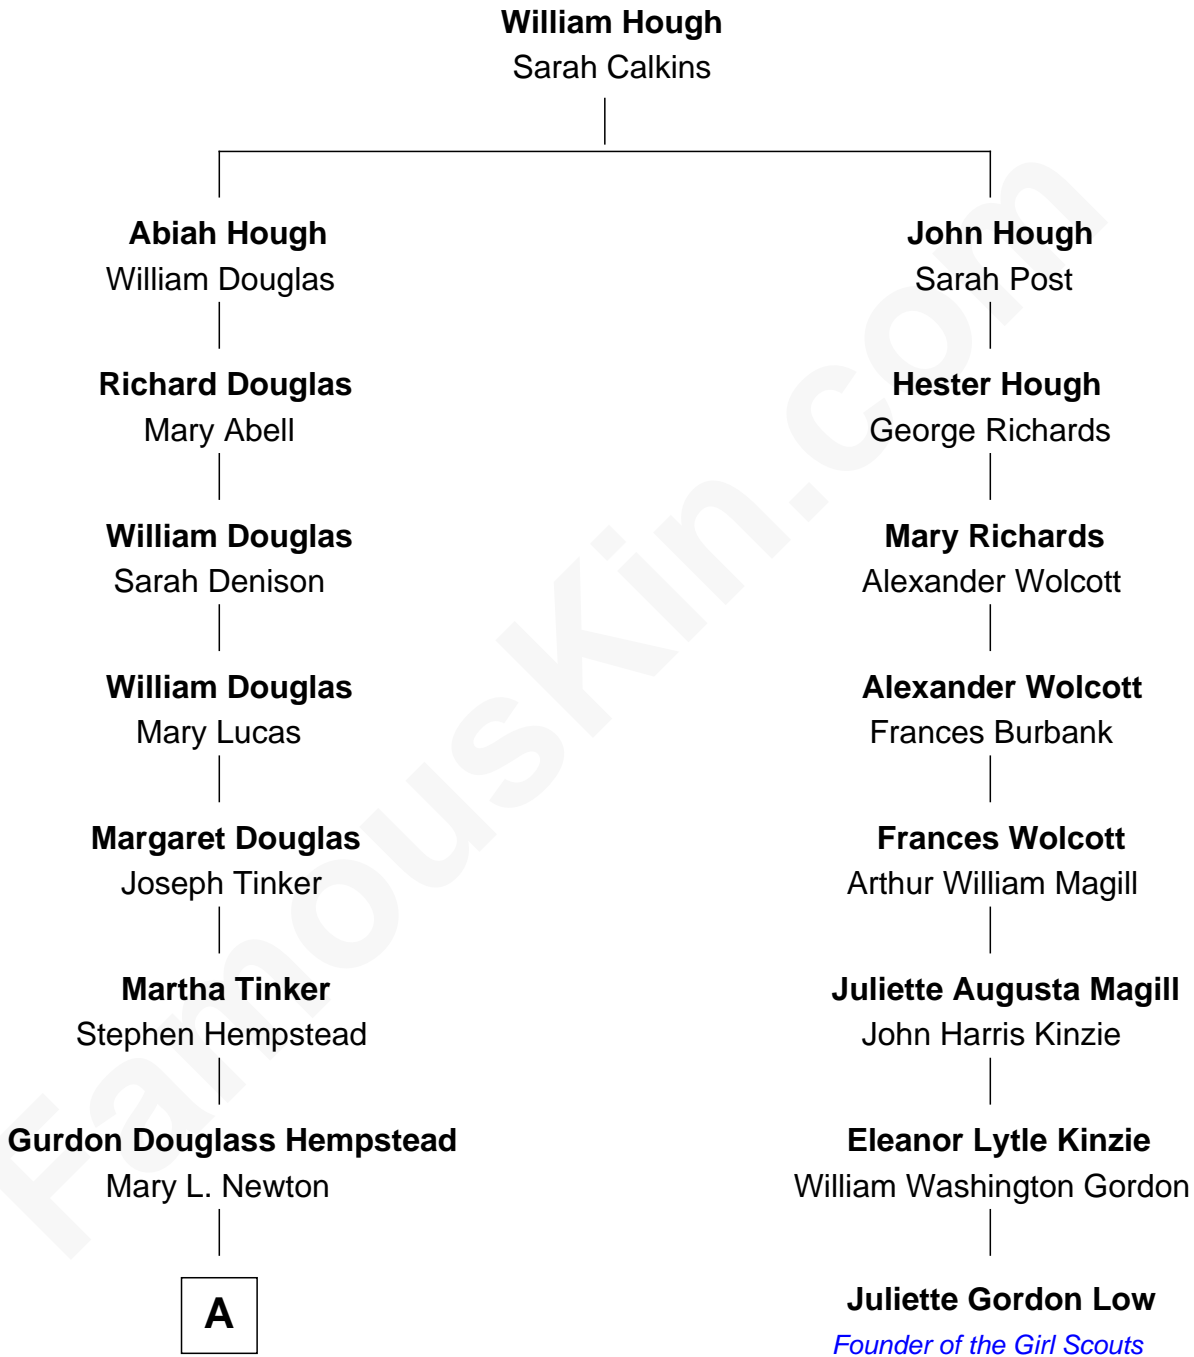 William Hough
Sarah Calkins
Abiah Hough
William Douglas
John Hough
Sarah Post
Richard Douglas
Mary Abell
Hester Hough
George Richards
William Douglas
Sarah Denison
Mary Richards
Alexander Wolcott
William Douglas
Mary Lucas
Alexander Wolcott
Frances Burbank
Margaret Douglas
Joseph Tinker
Frances Wolcott
Arthur William Magill
Martha Tinker
Stephen Hempstead
Juliette Augusta Magill
John Harris Kinzie
Gurdon Douglass Hempstead
Mary L. Newton
Eleanor Lytle Kinzie
William Washington Gordon
A
Juliette Gordon Low
Founder of the Girl Scouts
FamousKin.com